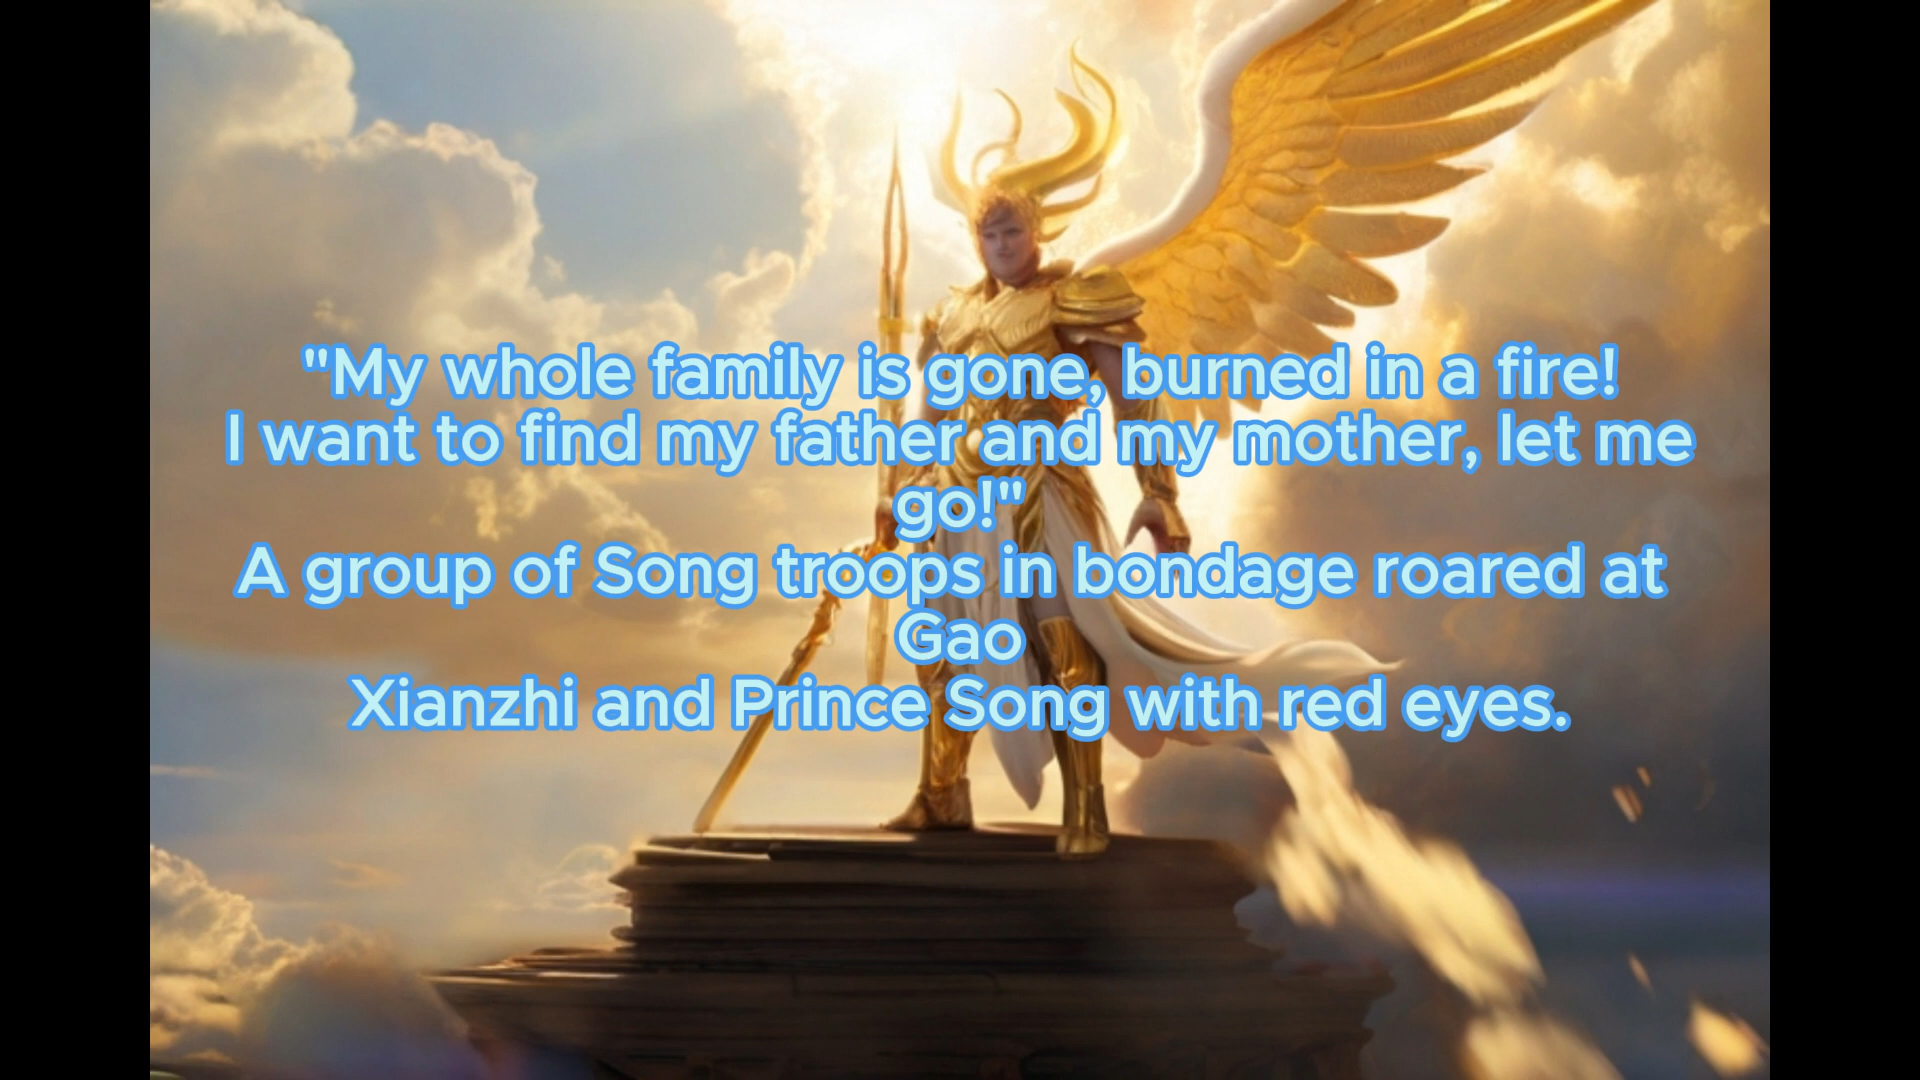 "My whole family is gone, burned in a fire!
I want to find my father and my mother, let me
go!"
A group of Song troops in bondage roared at
Gao
Xianzhi and Prince Song with red eyes.